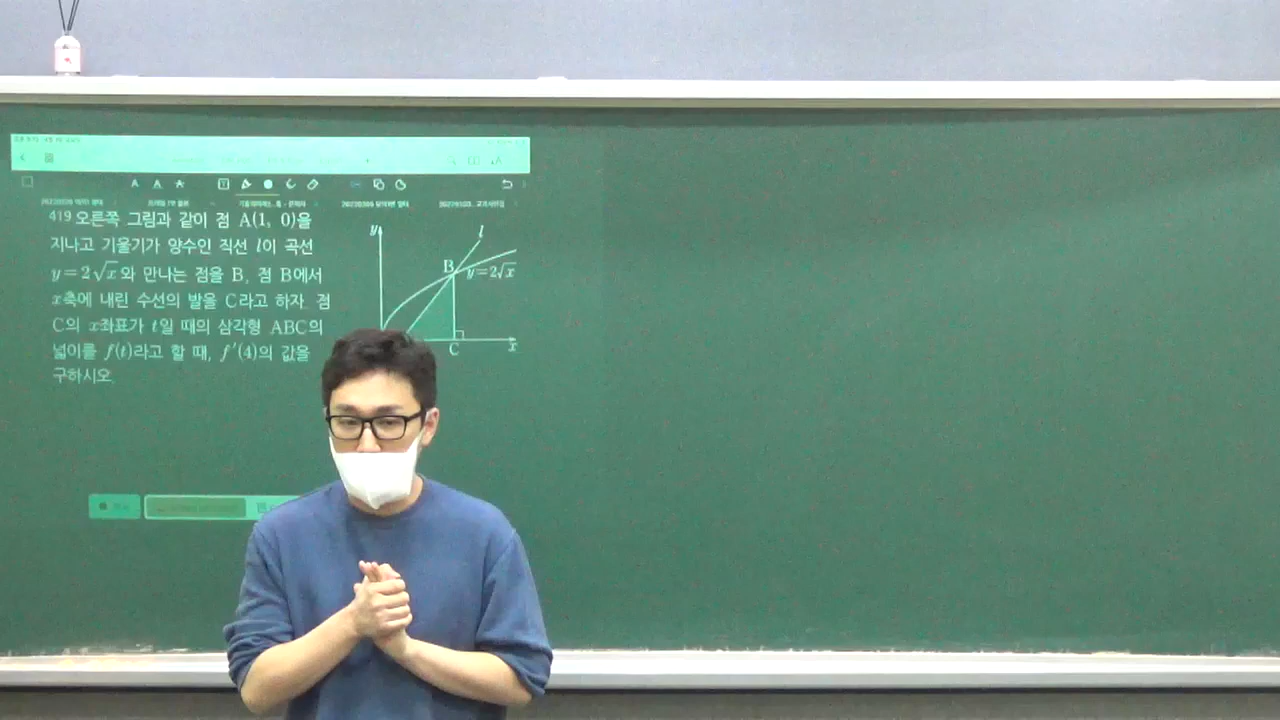 419 오른쪽 그림과 같이 점 A(1, 0)을
지나고 기울기가 양수인 직선 l이 곡선
y=2√x와 만나는 점을 B, 점 B에서
x축에 내린 수선의 발을 C라고 하자. 점
C의 x좌표가 t일 때의 삼각형 ABC의
넓이를 f(t)라고 할 때, f′(4)의 값을
구하시오.
y
l
B
y=2√x
C
x